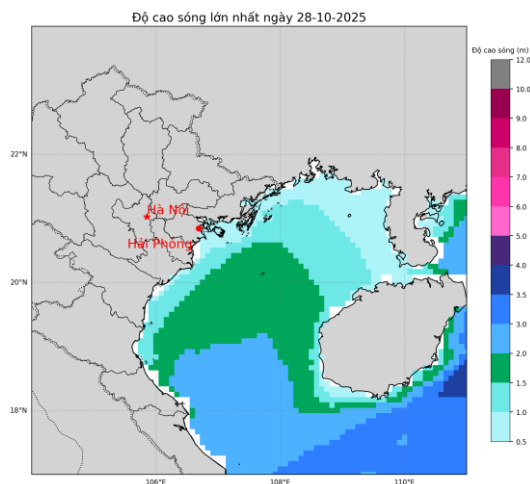 Độ cao sóng lớn nhất ngày 28-10-2025
Độ cao sóng (m)
12.0
10.0
9.0
8.0
7.0
6.0
5.0
4.0
3.5
3.0
2.5
2.0
1.5
1.0
0.5
22°N
20°N
18°N
Hà Nội
Hải Phòng
106°E
108°E
110°E